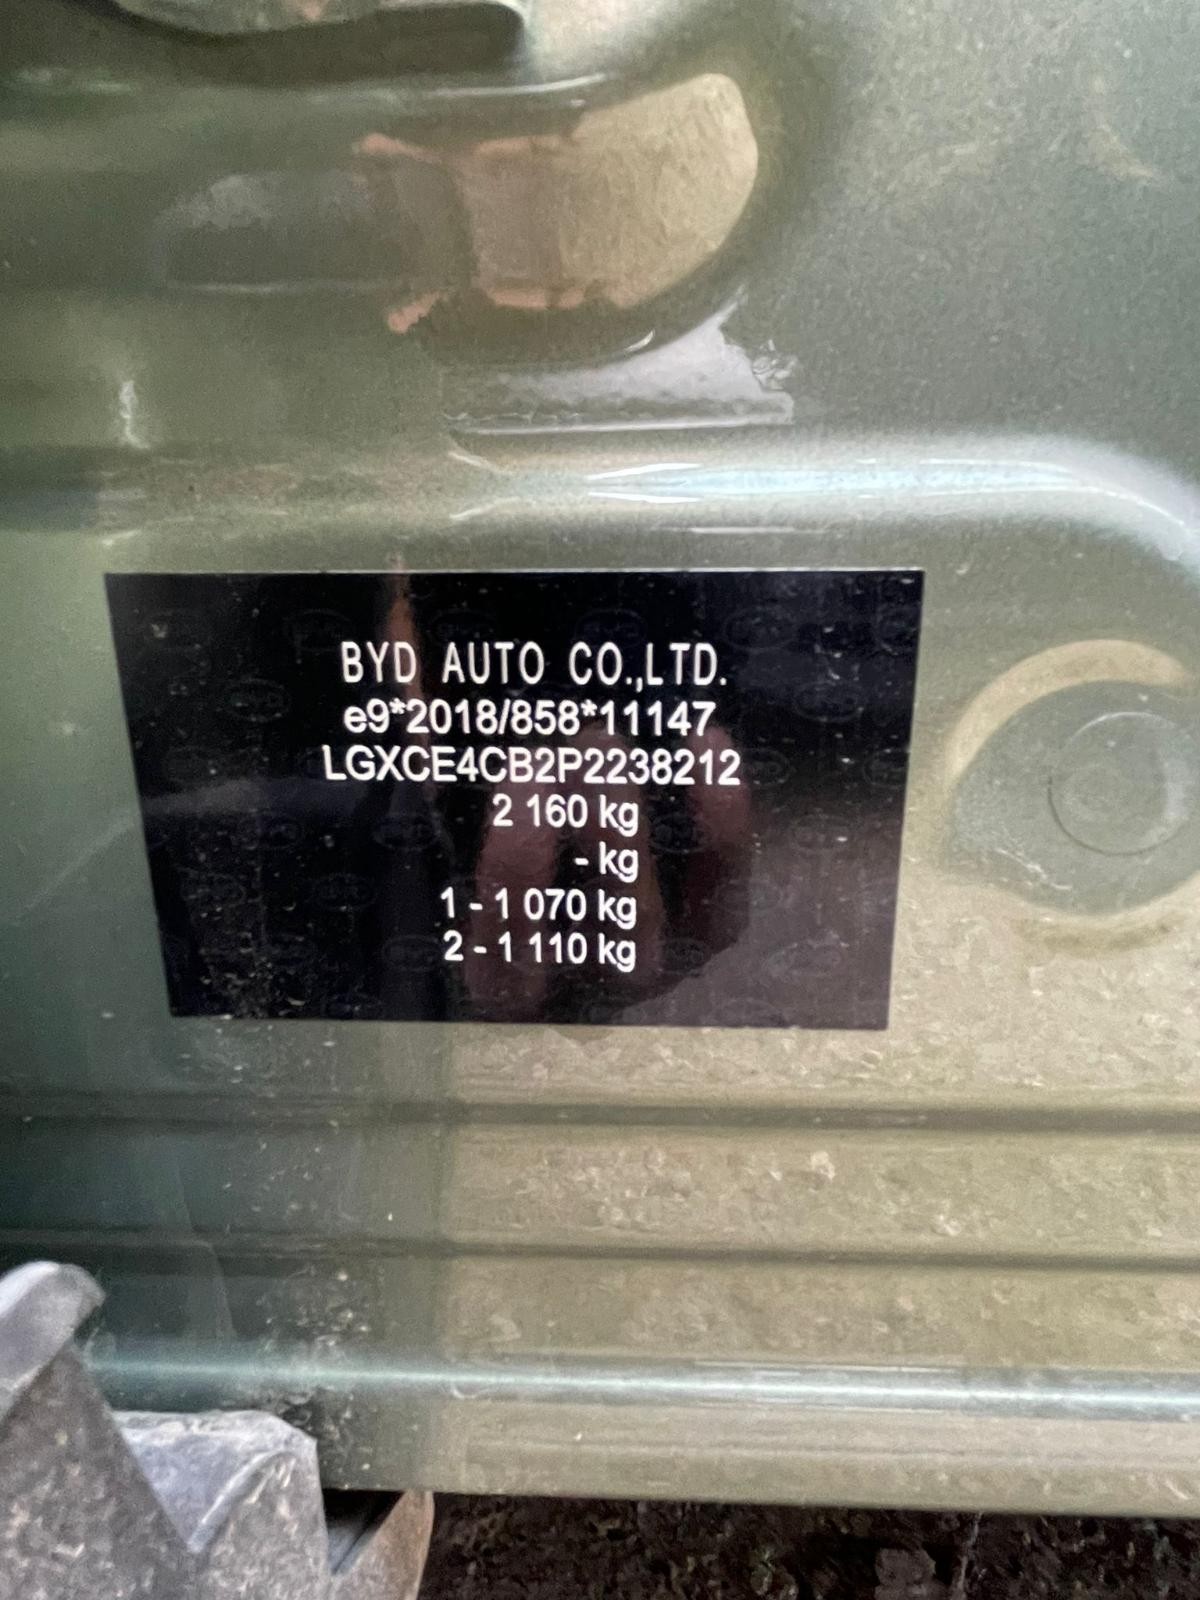 BYD AUTO CO.,LTD.
e9*2018/858*11147
LGXCE4CB2P2238212
2 160 kg
- kg
1 - 1 070 kg
2 - 1 110 kg